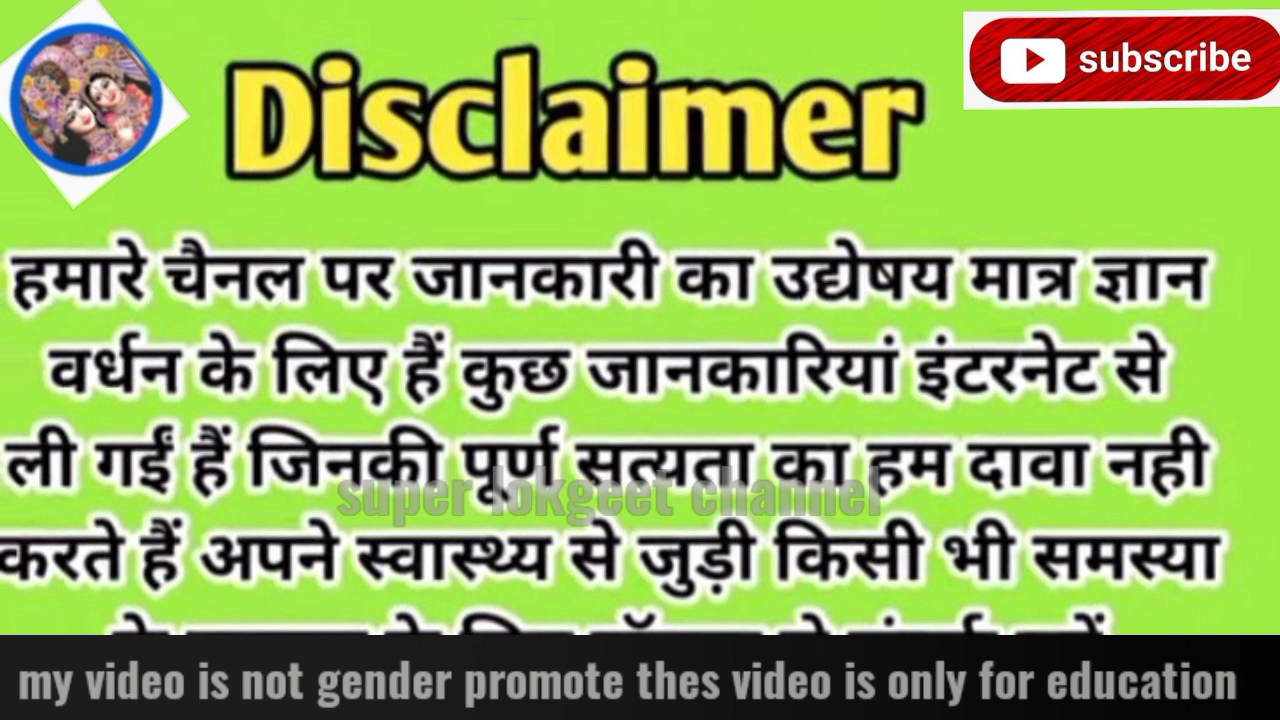 Disclaimer
subscribe
हमारे चैनल पर जानकारी का उद्येषय मात्र ज्ञान
वर्धन के लिए हैं कुछ जानकारियां इंटरनेट से
ली गईं हैं जिनकी पूर्ण सत्यता का हम दावा नही
super lokgeet channel
करते हैं अपने स्वास्थ्य से जुड़ी किसी भी समस्या
my video is not gender promote thes video is only for education